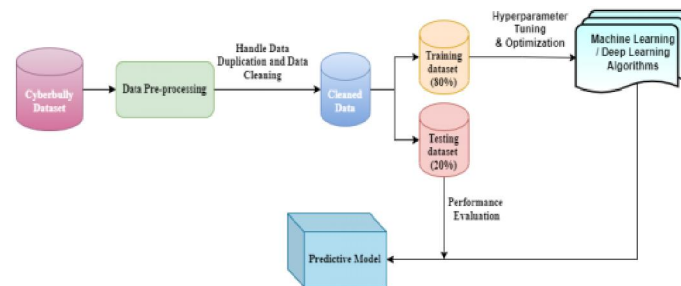 Cyberbully
Dataset
Data Pre-processing
Handle Data
Duplication and Data
Cleaning
Cleaned
Data
Training
dataset
(80%)
Testing
dataset
(20%)
Hyperparameter
Tuning
& Optimization
Machine Learning
/ Deep Learning
Algorithms
Performance
Evaluation
Predictive Model